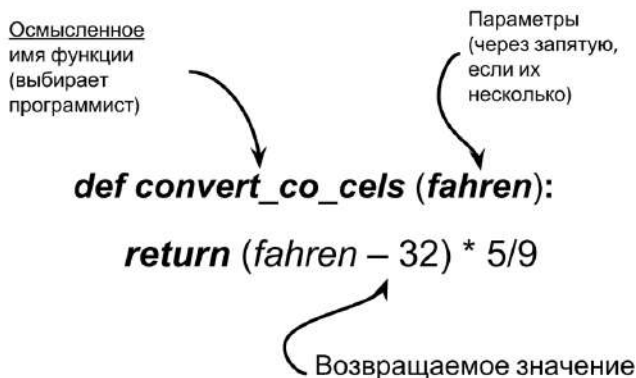 Осмысленное
имя функции
(выбирает
программист)
Параметры
(через запятую,
если их
несколько)
def convert_co_cels (fahren):
return (fahren – 32) * 5/9
Возвращаемое значение